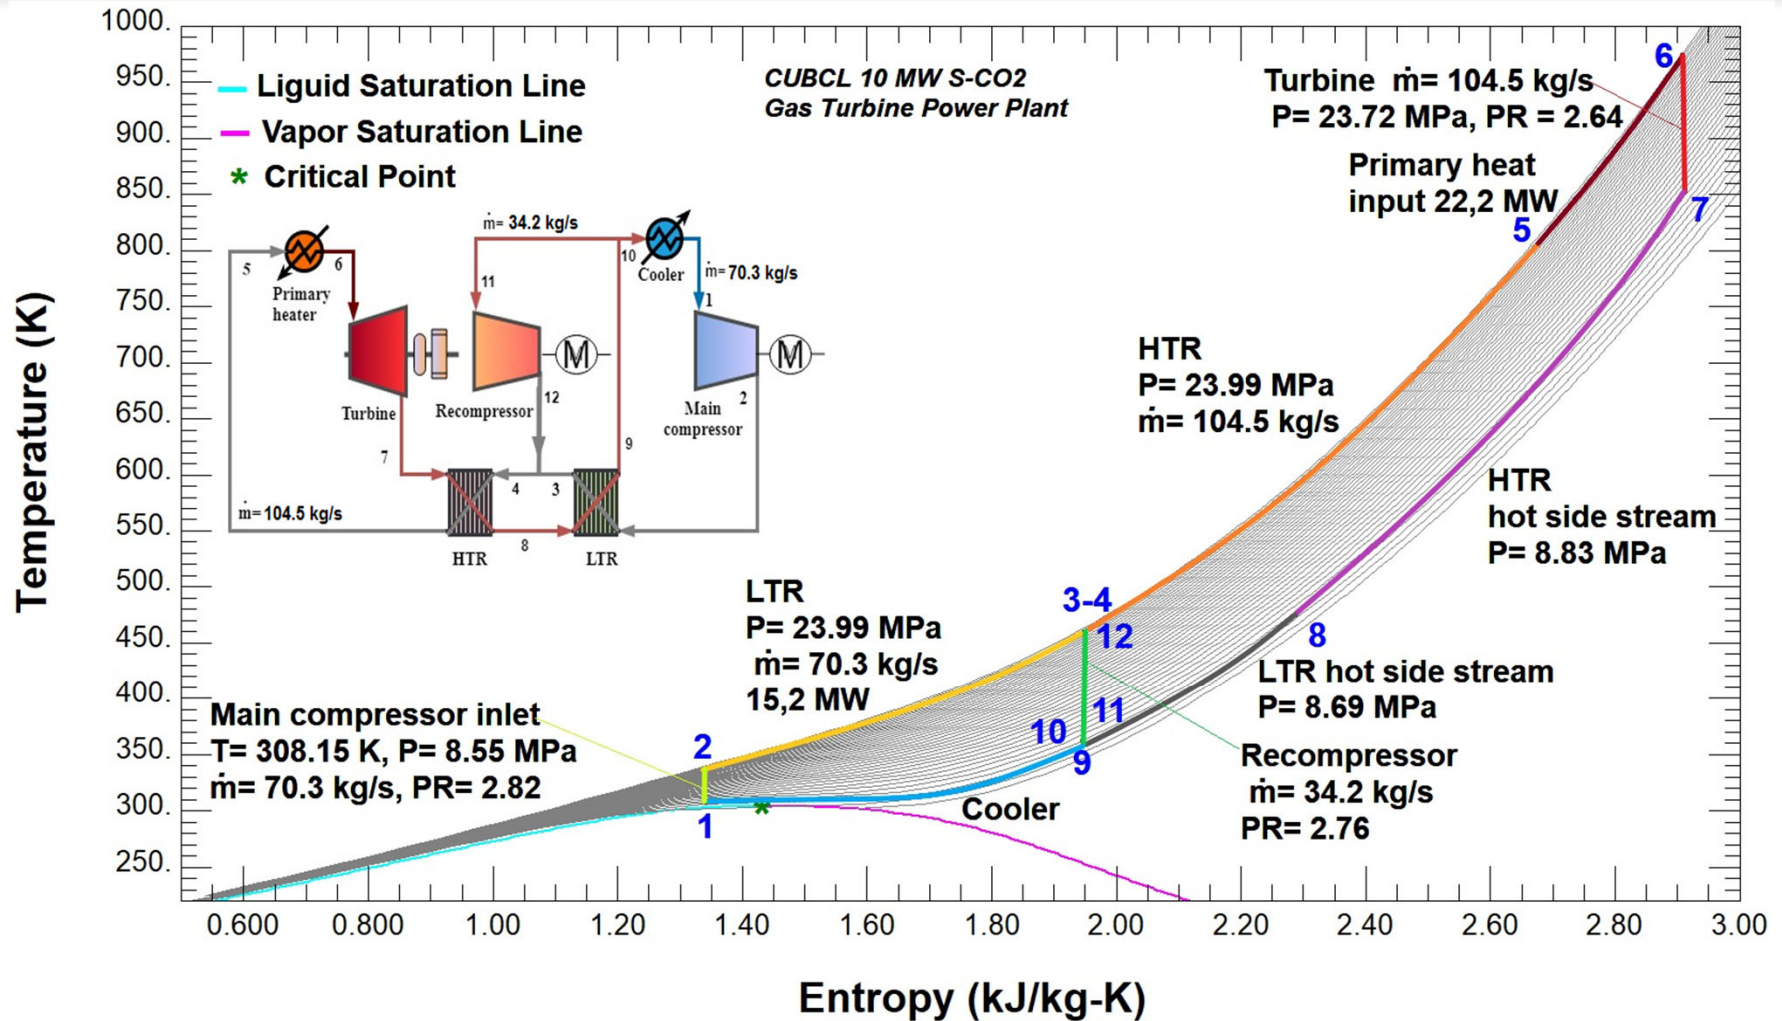 1000.
950.
900.
850.
800.
750.
700.
650.
600.
550.
500.
450.
400.
350.
300.
250.
Temperature (K)
Liguid Saturation Line
Vapor Saturation Line
* Critical Point
CUBCL 10 MW S-CO2
Gas Turbine Power Plant
Turbine ṁ= 104.5 kg/s
P= 23.72 MPa, PR = 2.64
Primary heat
input 22,2 MW
6
5
7
ṁ= 34.2 kg/s
5
6
Primary
heater
11
10
Cooler
ṁ= 70.3 kg/s
1
M
M
Turbine
Recompressor
12
Main
compressor
2
7
9
4
3
ṁ= 104.5 kg/s
8
HTR
LTR
HTR
P= 23.99 MPa
ṁ= 104.5 kg/s
HTR
hot side stream
P= 8.83 MPa
LTR
P= 23.99 MPa
ṁ= 70.3 kg/s
15,2 MW
3-4
12
8
LTR hot side stream
P= 8.69 MPa
Main compressor inlet
T= 308.15 K, P= 8.55 MPa
ṁ= 70.3 kg/s, PR= 2.82
2
1
10
11
9
Cooler
Recompressor
ṁ= 34.2 kg/s
PR= 2.76
0.600
0.800
1.00
1.20
1.40
1.60
1.80
2.00
2.20
2.40
2.60
2.80
3.00
Entropy (kJ/kg-K)